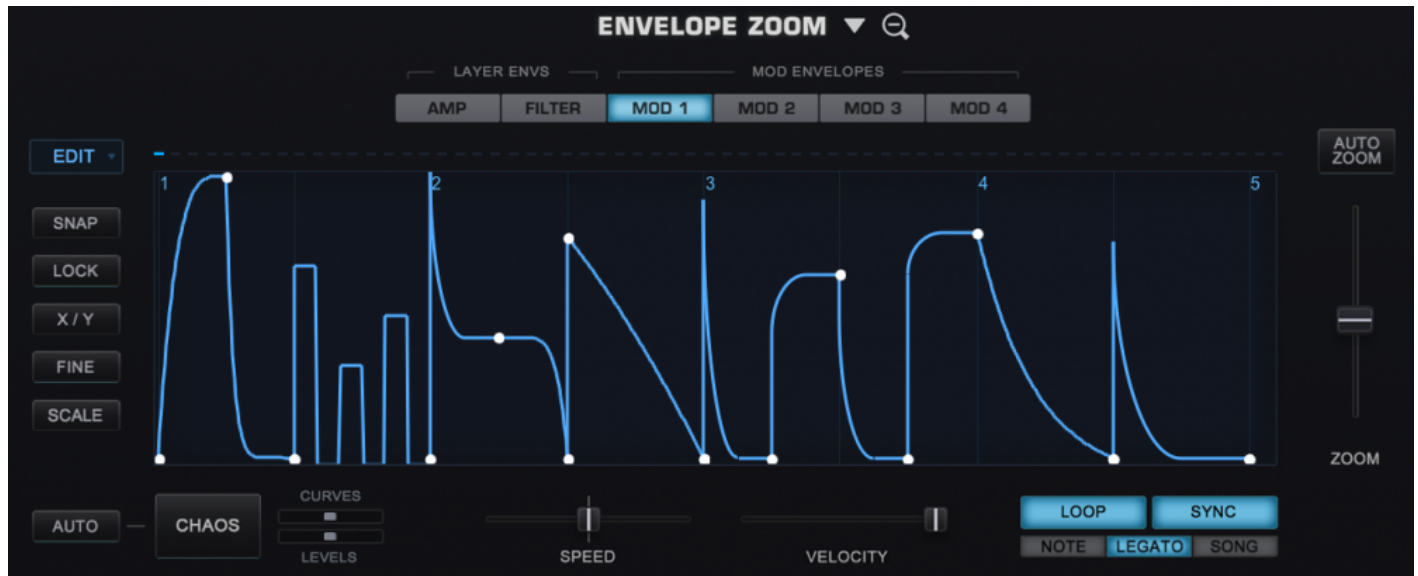 ENVELOPE ZOOM
LAYER ENVS MOD ENVELOPES
AMP FILTER MOD 1 MOD 2 MOD 3 MOD 4
EDIT
AUTO
ZOOM
1 2 3 4 5
SNAP
LOCK
X / Y
FINE
SCALE
ZOOM
AUTO
CHAOS
CURVES
LEVELS
SPEED
VELOCITY
LOOP SYNC
NOTE LEGATO SONG